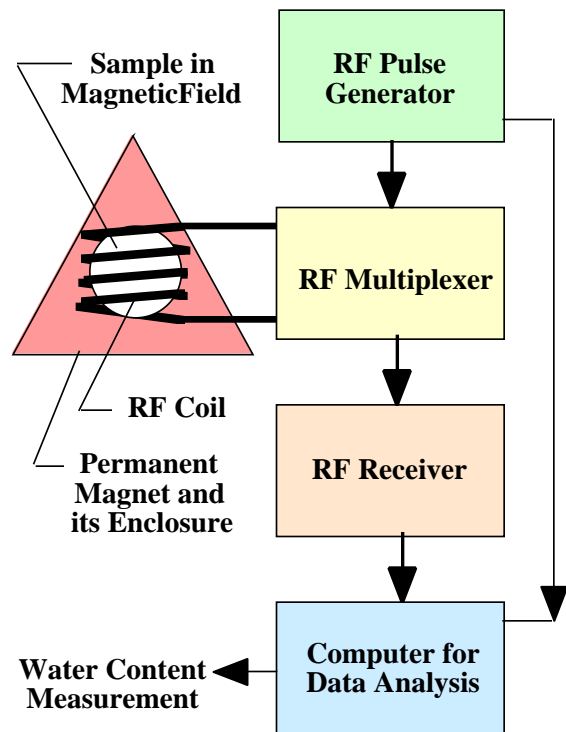 Sample in
MagneticField
RF Pulse
Generator
RF Multiplexer
RF Coil
RF Receiver
Permanent
Magnet and
its Enclosure
Computer for
Data Analysis
Water Content
Measurement